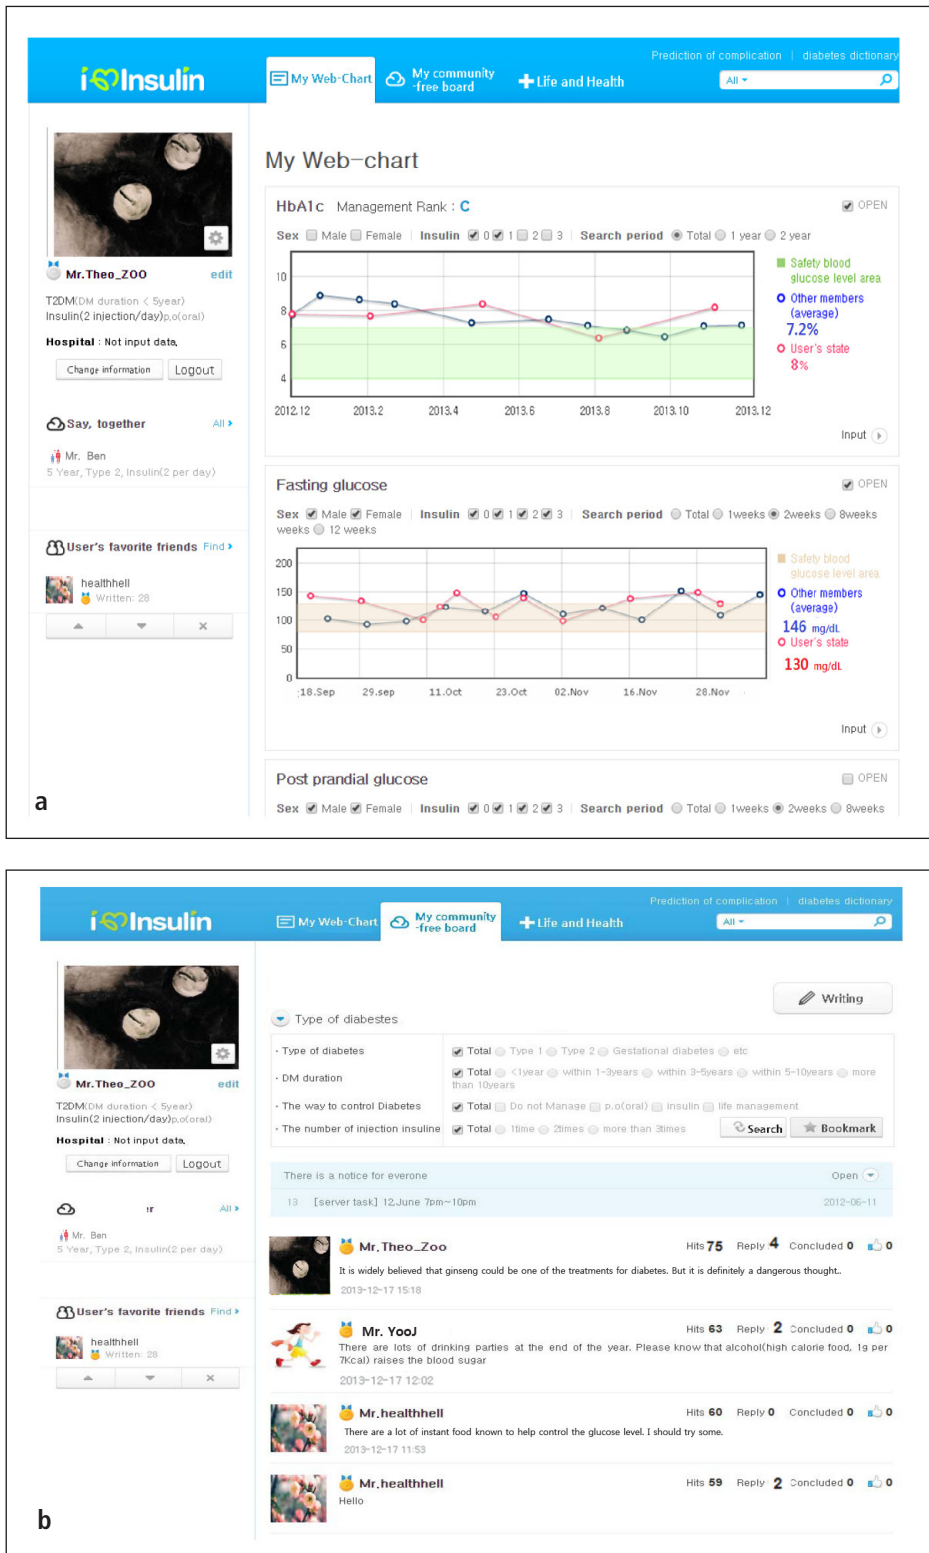 Prediction of complication | diabetes dictionary
i Insulin
My Web-Chart
My community
-free board
Life and Health
All
Mr.Theo_ZOO edit
T2DM(DM duration < 5year)
Insulin(2 injection/day)p.o(oral)
Hospital : Not input data.
Change information Logout
Say, together All
Mr. Ben
5 Year, Type 2, Insulin(2 per day)
User's favorite friends Find
healthhell
Written: 28
My Web-chart
HbA1c Management Rank : C OPEN
Sex Male Female | Insulin 0 1 2 3 | Search period Total 1 year 2 year
10
8
6
4
2012.12 2013.2 2013.4 2013.6 2013.8 2013.10 2013.12
Safety blood
glucose level area
Other members
(average)
7.2%
User's state
8%
Input
Fasting glucose OPEN
Sex Male Female | Insulin 0 1 2 3 | Search period Total 1weeks 2weeks 8weeks
weeks 12 weeks
200
150
100
50
0
18.Sep 29.sep 11.Oct 23.Oct 02.Nov 16.Nov 28.Nov
Safety blood
glucose level area
Other members
(average)
146 mg/dL
User's state
130 mg/dL
Input
Post prandial glucose OPEN
Sex Male Female | Insulin 0 1 2 3 | Search period Total 1weeks 2weeks 8weeks
a
Prediction of complication | diabetes dictionary
i Insulin
My Web-Chart
My community
-free board
Life and Health
All
Mr.Theo_ZOO edit
T2DM(DM duration < 5year)
Insulin(2 injection/day)p.o(oral)
Hospital : Not input data.
Change information Logout
All
Mr. Ben
5 Year, Type 2, Insulin(2 per day)
User's favorite friends Find
healthhell
Written: 28
Writing
Type of diabestes
· Type of diabetes Total Type 1 Type 2 Gestational diabetes etc
· DM duration Total <1year within 1-3years within 3-5years within 5-10years more
than 10years
· The way to control Diabetes Total Do not Manage p.o(oral) insulin life management
· The number of injection insuline Total 1time 2times more than 3times Search Bookmark
There is a notice for everone Open
13 [server task] 12,June 7pm~10pm 2012-06-11
Mr.Theo_Zoo Hits 75 Reply 4 Concluded 0 0
It is widely believed that ginseng could be one of the treatments for diabetes. But it is definitely a dangerous thought..
2013-12-17 15:18
Mr. YooJ Hits 63 Reply 2 Concluded 0 0
There are lots of drinking parties at the end of the year. Please know that alcohol(high calorie food, 1g per
7Kcal) raises the blood sugar
2013-12-17 12:02
Mr.healthhell Hits 60 Reply 0 Concluded 0 0
There are a lot of instant food known to help control the glucose level. I should try some.
2013-12-17 11:53
Mr.healthhell Hits 59 Reply 2 Concluded 0 0
Hello
b